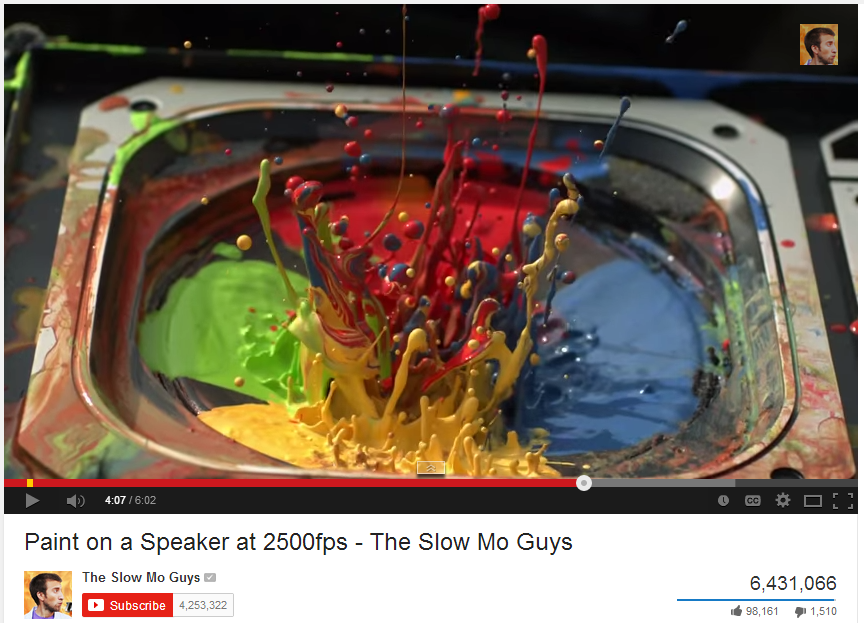 4:07 / 6:02
CC
Paint on a Speaker at 2500fps - The Slow Mo Guys
The Slow Mo Guys
Subscribe 4,253,322
6,431,066
98,161 1,510